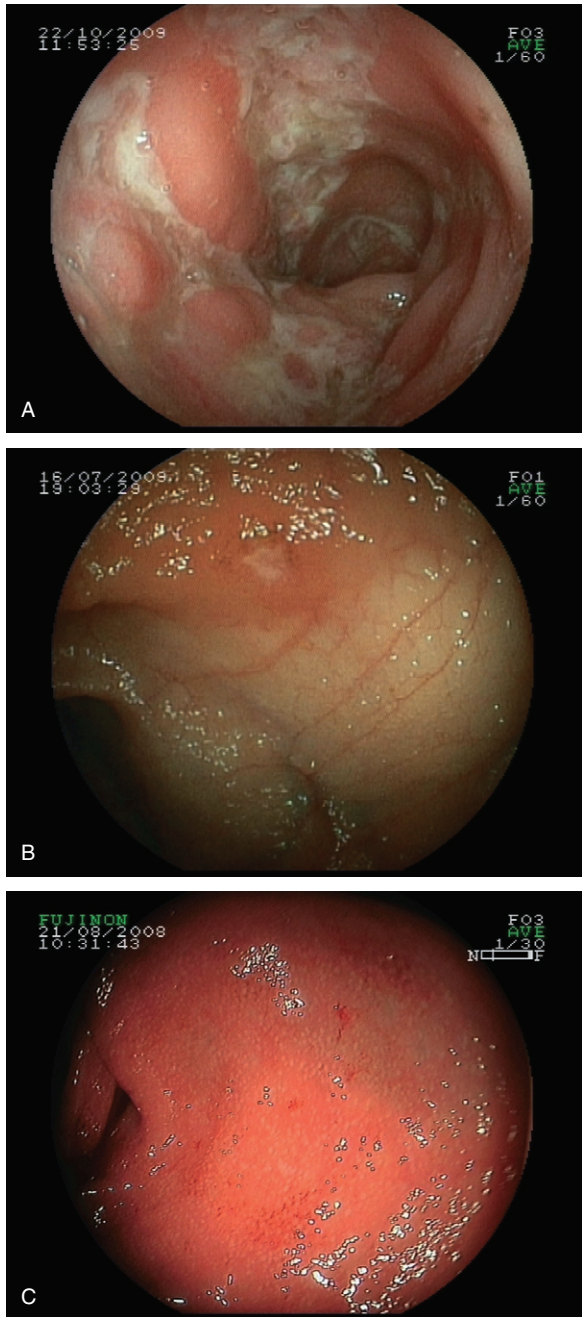 22/10/2009
11:53:25
F03
AVE
1/60
A
16/07/2009
19:03:29
F01
AVE
1/60
B
FUJINON
21/08/2008
10:31:43
F03
AVE
1/30
N F
C